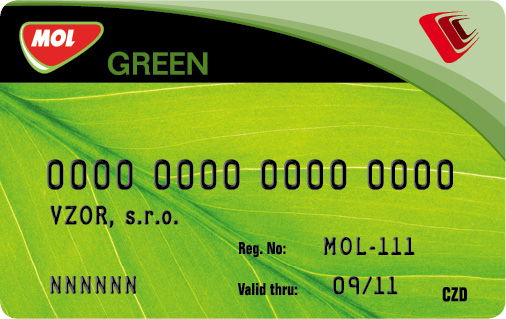 MOL
GREEN
0000 0000 0000 0000
VZOR, s.r.o.
Reg. No: MOL-111
NNNNNN Valid thru: 09/11 CZD